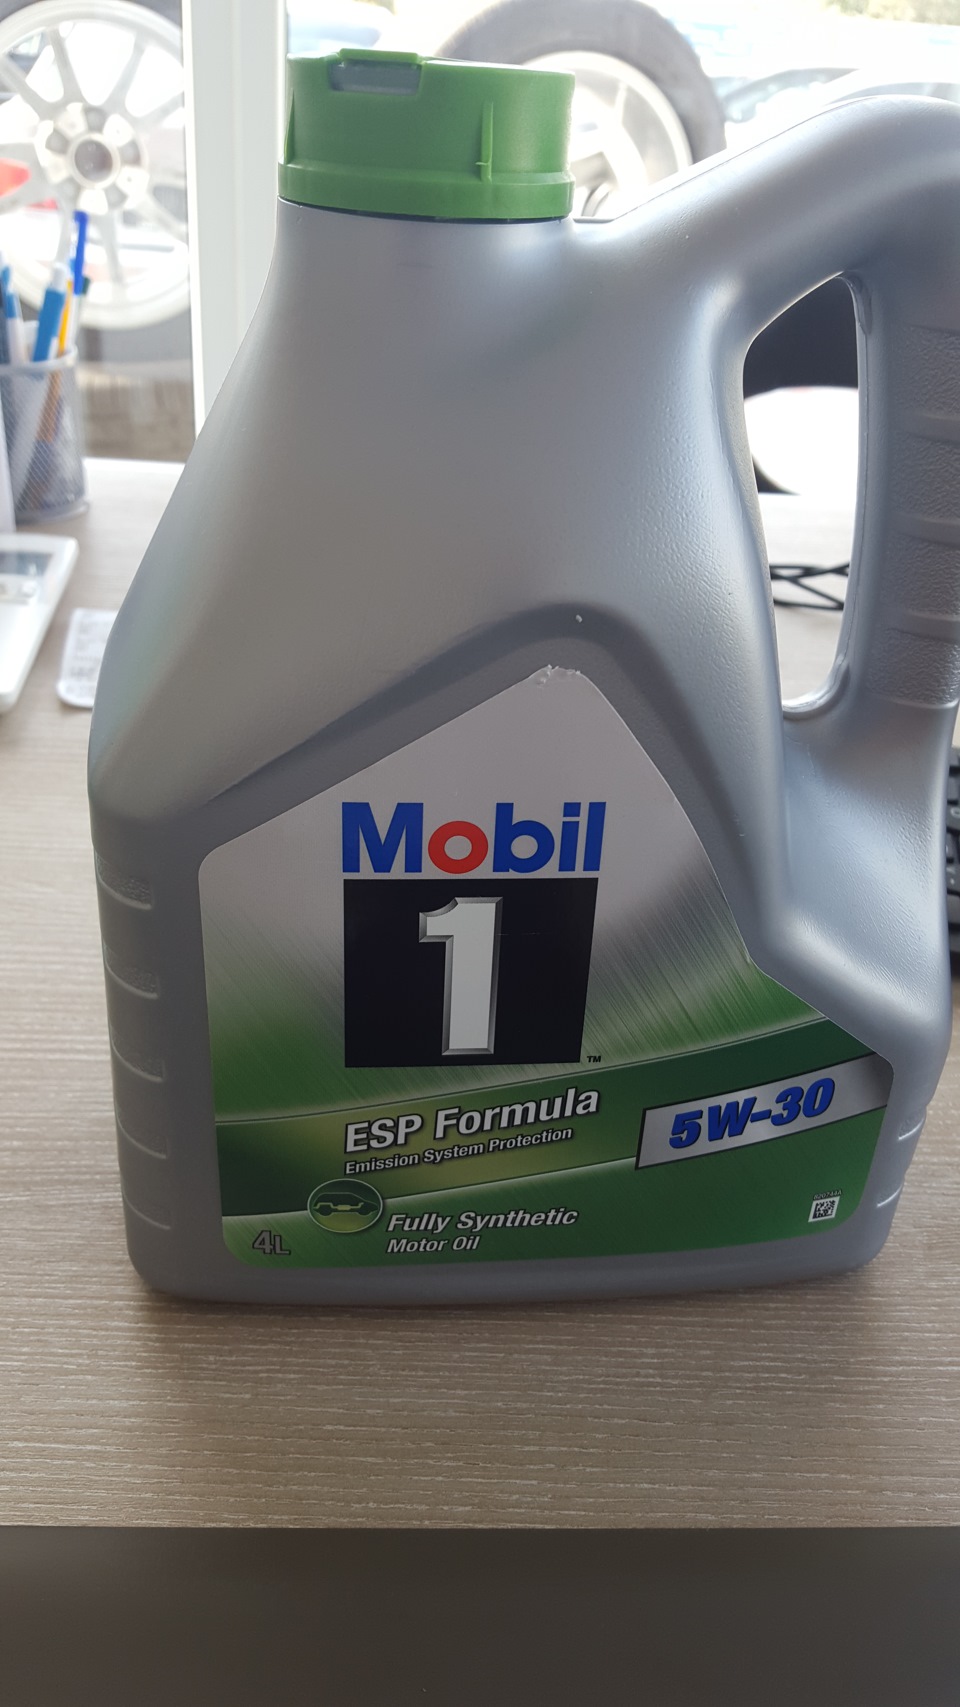 Mobil
1
™
ESP Formula
Emission System Protection
5W-30
Fully Synthetic
Motor Oil
4L